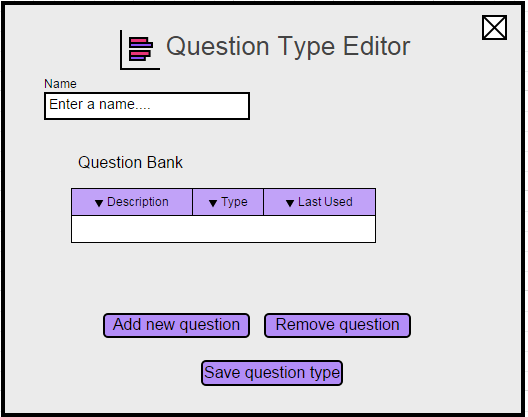 Question Type Editor
Name
Enter a name....
Question Bank
Description Type Last Used
Add new question Remove question
Save question type